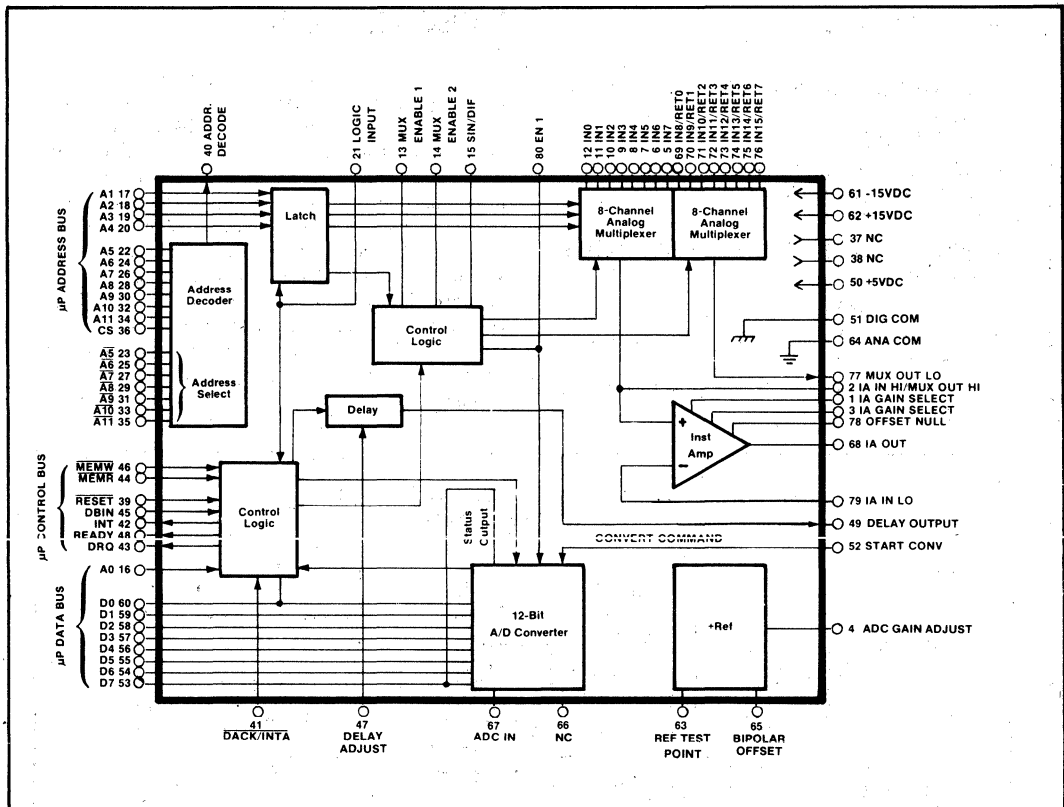 40 ADDR. DECODE
21 LOGIC INPUT
13 MUX ENABLE 1
14 MUX ENABLE 2
15 SIN/DIF
80 EN 1
12 IN0
11 IN1
10 IN2
9 IN3
8 IN4
7 IN5
6 IN6
5 IN7
69 IN8/RET0
70 IN9/RET1
71 IN10/RET2
72 IN11/RET3
73 IN12/RET4
74 IN13/RET5
75 IN14/RET6
76 IN15/RET7
µP ADDRESS BUS
A1 17
A2 18
A3 19
A4 20
A5 22
A6 24
A7 26
A8 28
A9 30
A10 32
A11 34
CS 36
A5 23
A6 25
A7 27
A8 29
A9 31
A10 33
A11 35
Latch
Address
Decoder
Address
Select
8-Channel
Analog
Multiplexer
8-Channel
Analog
Multiplexer
Control
Logic
Delay
61 -15VDC
62 +15VDC
37 NC
38 NC
50 +5VDC
51 DIG COM
64 ANA COM
77 MUX OUT LO
2 IA IN HI/MUX OUT HI
1 IA GAIN SELECT
3 IA GAIN SELECT
78 OFFSET NULL
68 IA OUT
79 IA IN LO
49 DELAY OUTPUT
52 START CONV
4 ADC GAIN ADJUST
+
Inst
Amp
−
µP CONTROL BUS
MEMW 46
MEMR 44
RESET 39
DBIN 45
INT 42
READY 48
DRQ 43
Control
Logic
Status
Output
CONVERT COMMAND
µP DATA BUS
A0 16
D0 60
D1 59
D2 58
D3 57
D4 56
D5 55
D6 54
D7 53
12-Bit
A/D Converter
+Ref
41
DACK/INTA
47
DELAY
ADJUST
67
ADC IN
66
NC
63
REF TEST
POINT
65
BIPOLAR
OFFSET